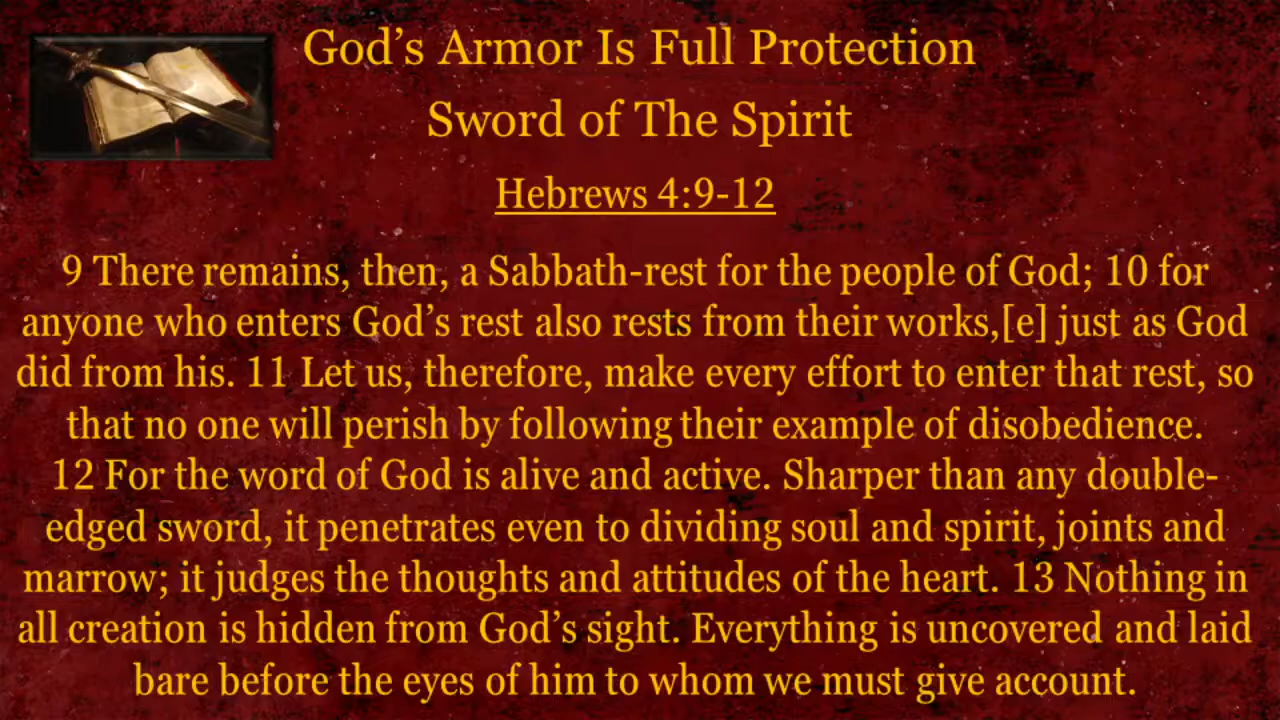 God’s Armor Is Full Protection
Sword of The Spirit
Hebrews 4:9-12
9 There remains, then, a Sabbath-rest for the people of God; 10 for
anyone who enters God’s rest also rests from their works,[e] just as God
did from his. 11 Let us, therefore, make every effort to enter that rest, so
that no one will perish by following their example of disobedience.
12 For the word of God is alive and active. Sharper than any double-
edged sword, it penetrates even to dividing soul and spirit, joints and
marrow; it judges the thoughts and attitudes of the heart. 13 Nothing in
all creation is hidden from God’s sight. Everything is uncovered and laid
bare before the eyes of him to whom we must give account.